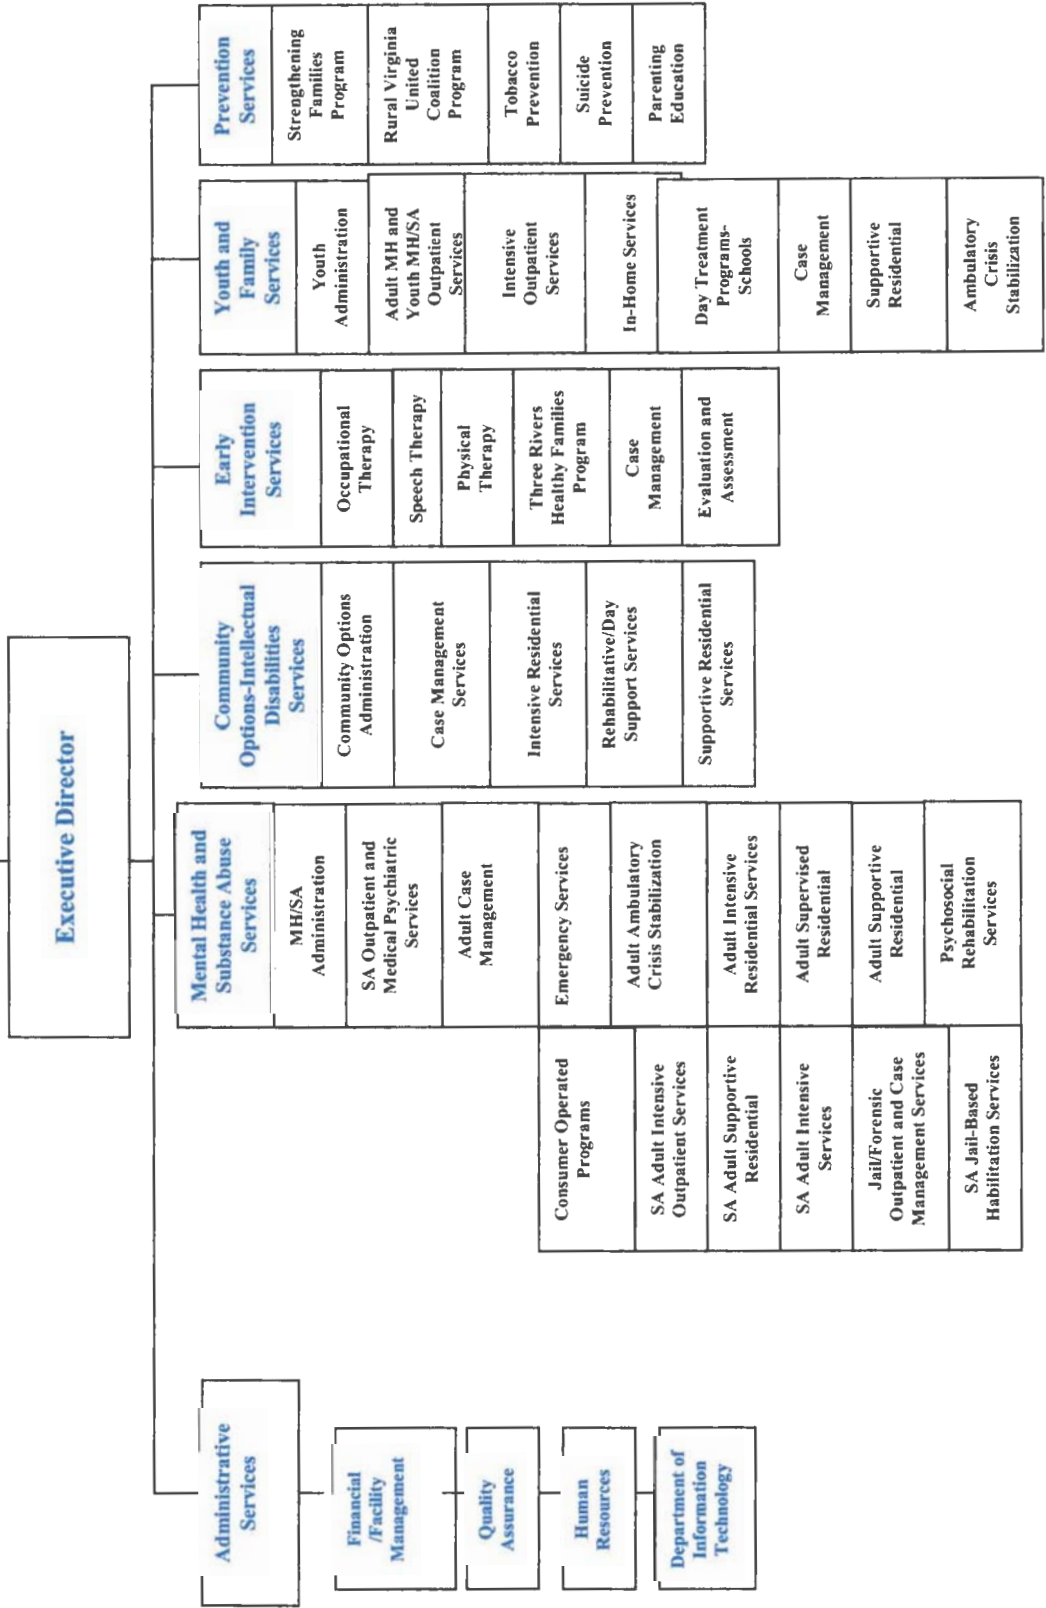 Executive Director
Administrative
Services
Financial
/Facility
Management
Quality
Assurance
Human
Resources
Department of
Information
Technology
Mental Health and
Substance Abuse
Services
MH/SA
Administration
SA Outpatient and
Medical Psychiatric
Services
Adult Case
Management
Emergency Services
Adult Ambulatory
Crisis Stabilization
Adult Intensive
Residential Services
Adult Supervised
Residential
Adult Supportive
Residential
Psychosocial
Rehabilitation
Services
Consumer Operated
Programs
SA Adult Intensive
Outpatient Services
SA Adult Supportive
Residential
SA Adult Intensive
Services
Jail/Forensic
Outpatient and Case
Management Services
SA Jail-Based
Habilitation Services
Community
Options-Intellectual
Disabilities
Services
Community Options
Administration
Case Management
Services
Intensive Residential
Services
Rehabilitative/Day
Support Services
Supportive Residential
Services
Early
Intervention
Services
Occupational
Therapy
Speech Therapy
Physical
Therapy
Three Rivers
Healthy Families
Program
Case
Management
Evaluation and
Assessment
Youth and
Family
Services
Youth
Administration
Adult MH and
Youth MH/SA
Outpatient
Services
Intensive
Outpatient
Services
In-Home Services
Day Treatment
Programs-
Schools
Case
Management
Supportive
Residential
Ambulatory
Crisis
Stabilization
Prevention
Services
Strengthening
Families
Program
Rural Virginia
United
Coalition
Program
Tobacco
Prevention
Suicide
Prevention
Parenting
Education